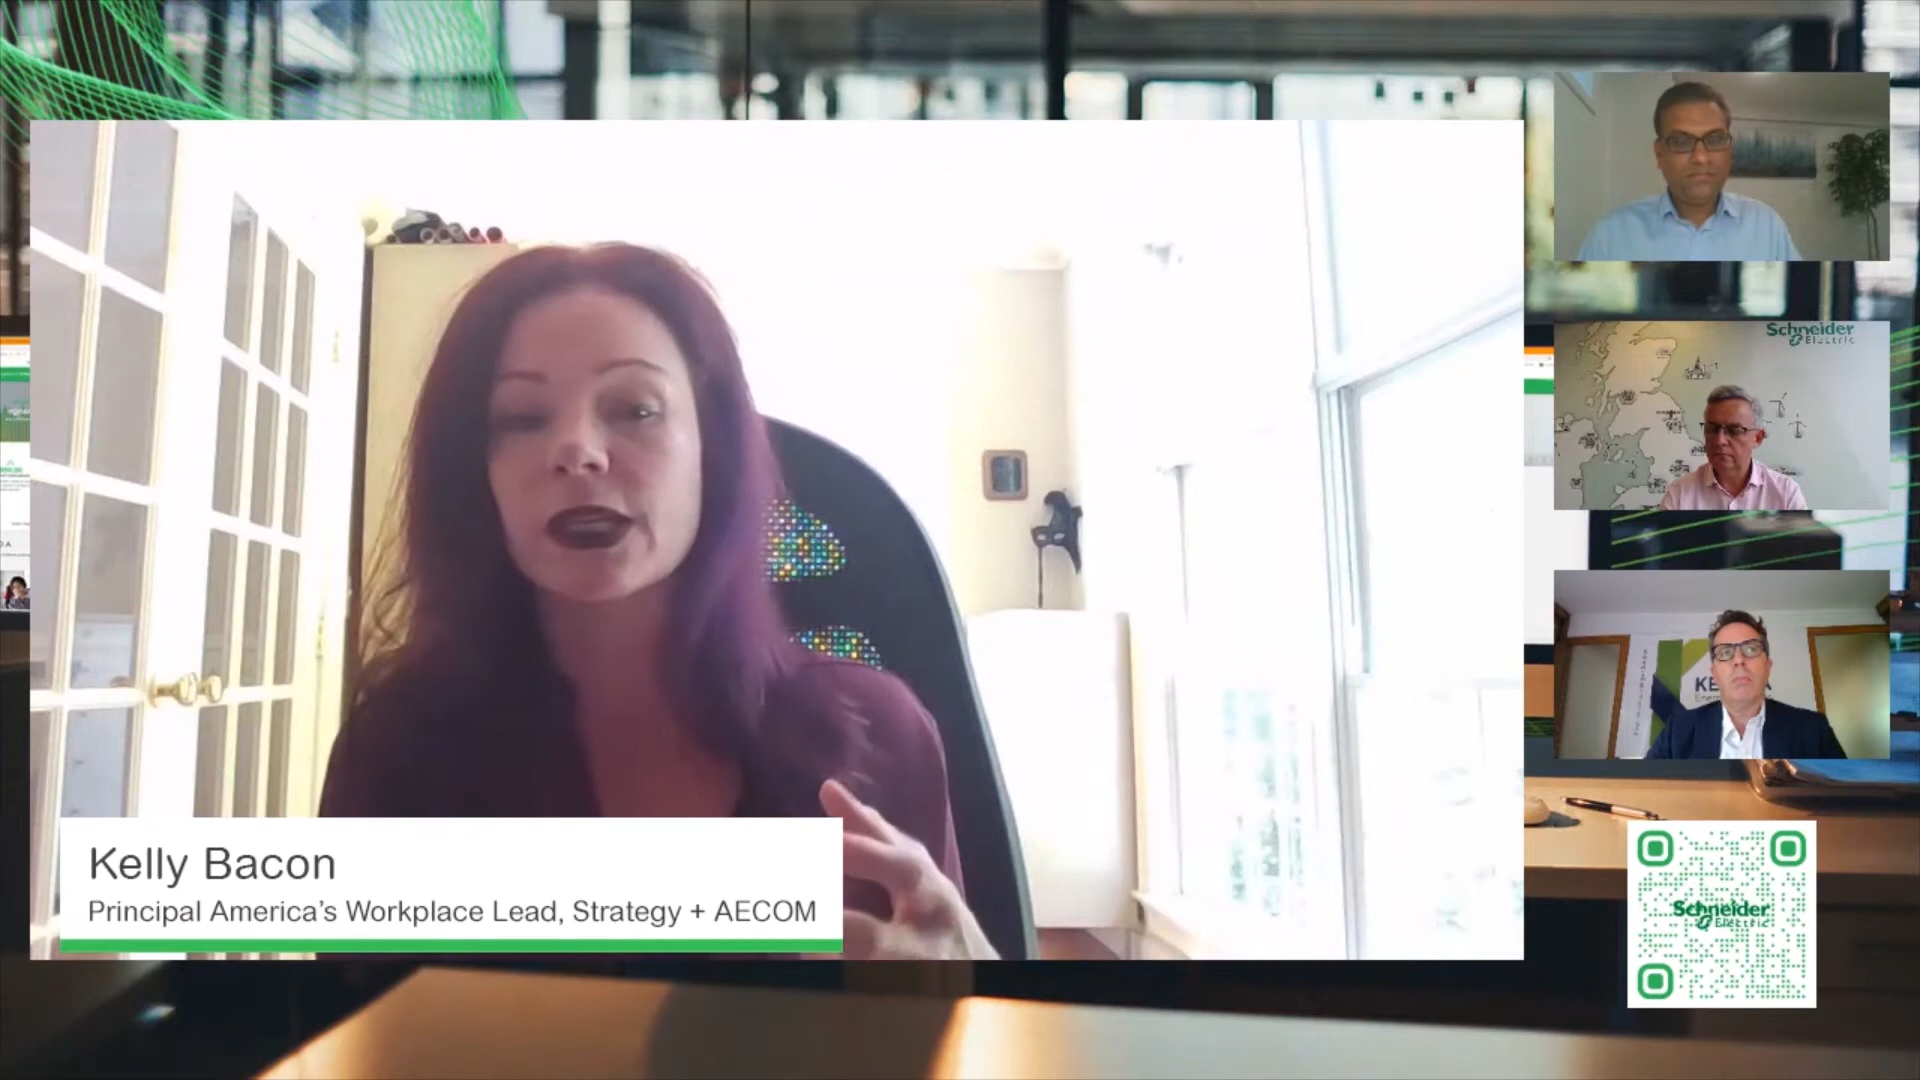 Schneider
Electric
Kelly Bacon
Principal America's Workplace Lead, Strategy + AECOM
Schneider
Electric